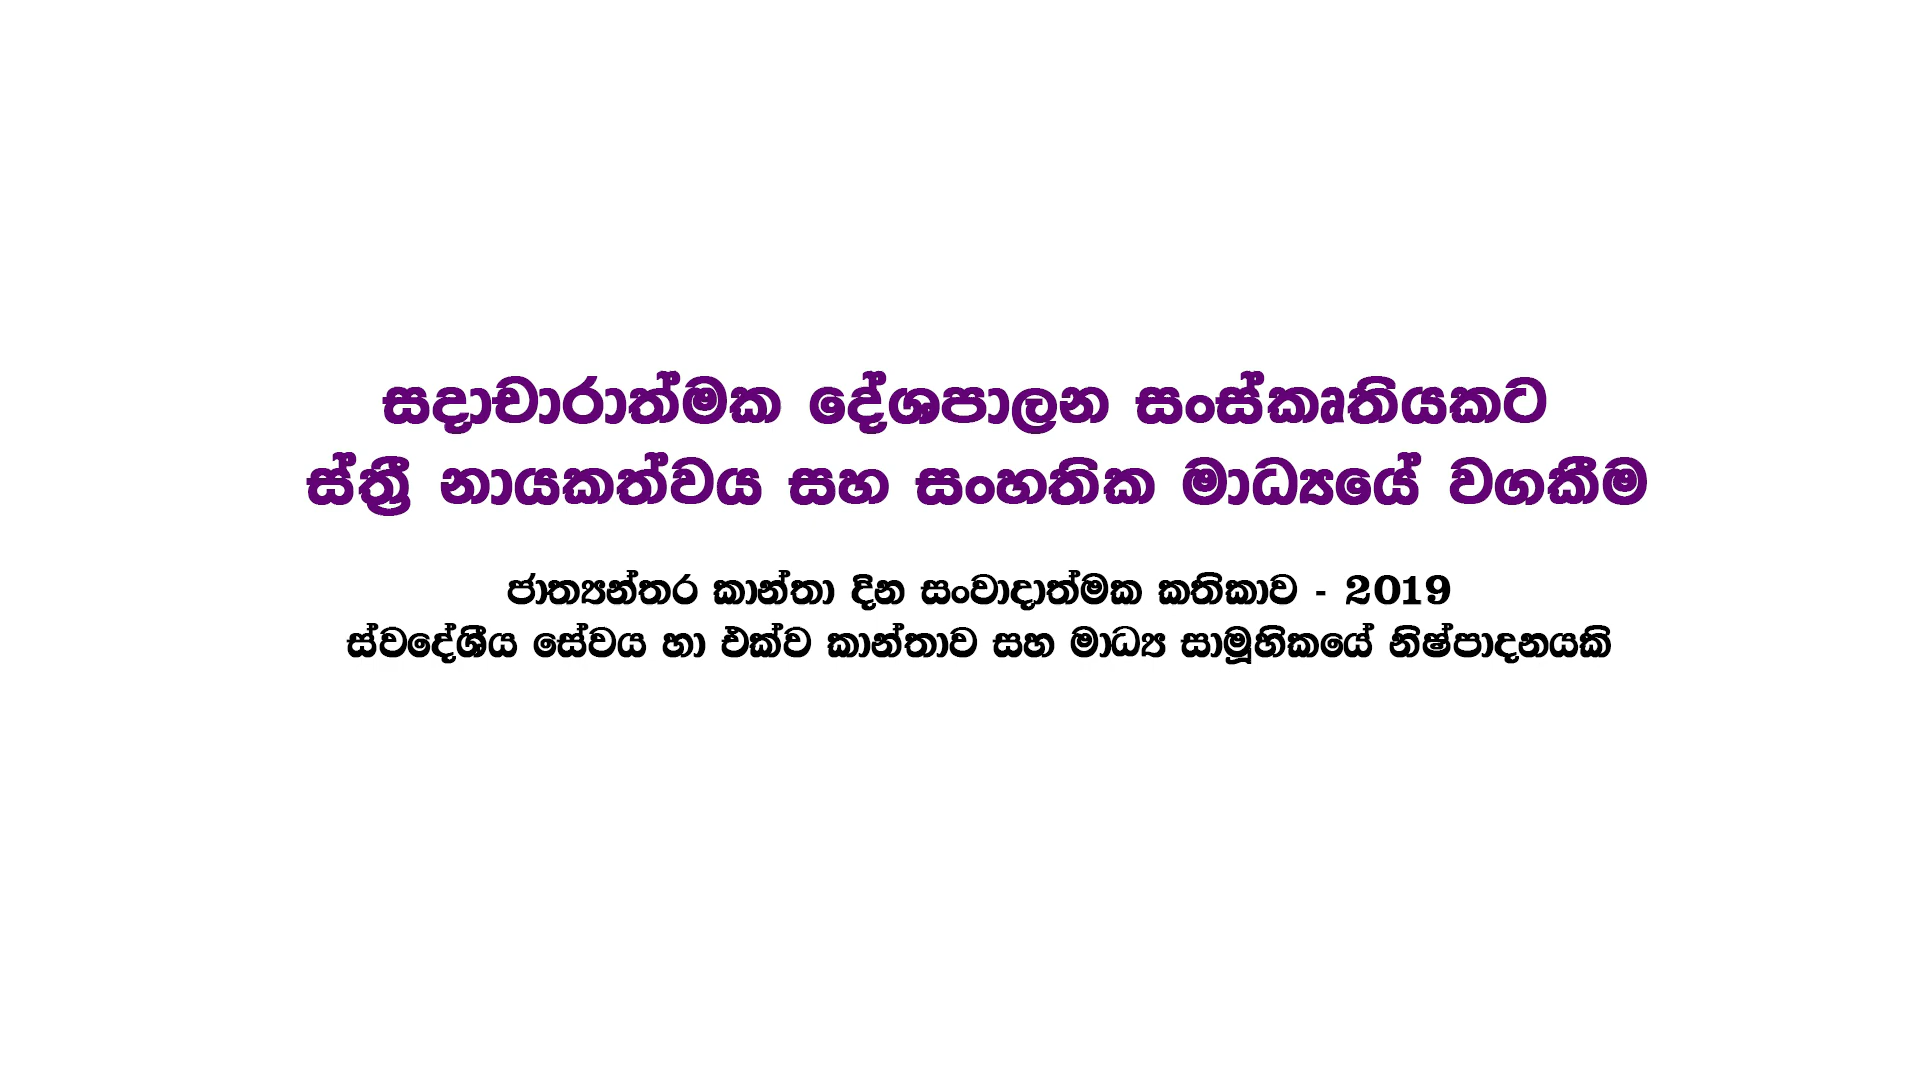 සදාචාරාත්මක දේශපාලන සංස්කෘතියකට
ස්ත්‍රී නායකත්වය සහ සංහතික මාධ්‍යයේ වගකීම
ජාත්‍යන්තර කාන්තා දින සංවාදාත්මක කතිකාව - 2019
ස්වදේශීය සේවය හා එක්ව කාන්තාව සහ මාධ්‍ය සාමූහිකයේ නිෂ්පාදනයකි